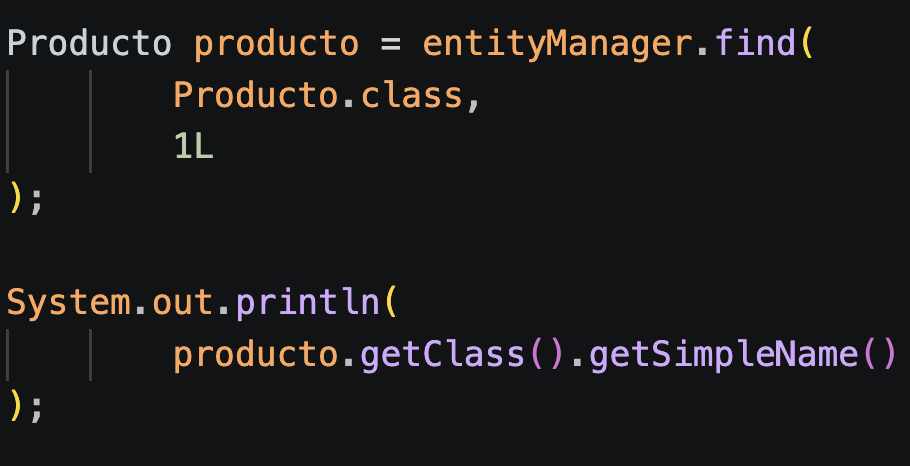 Producto producto = entityManager.find(
        Producto.class,
        1L
);

System.out.println(
        producto.getClass().getSimpleName()
);